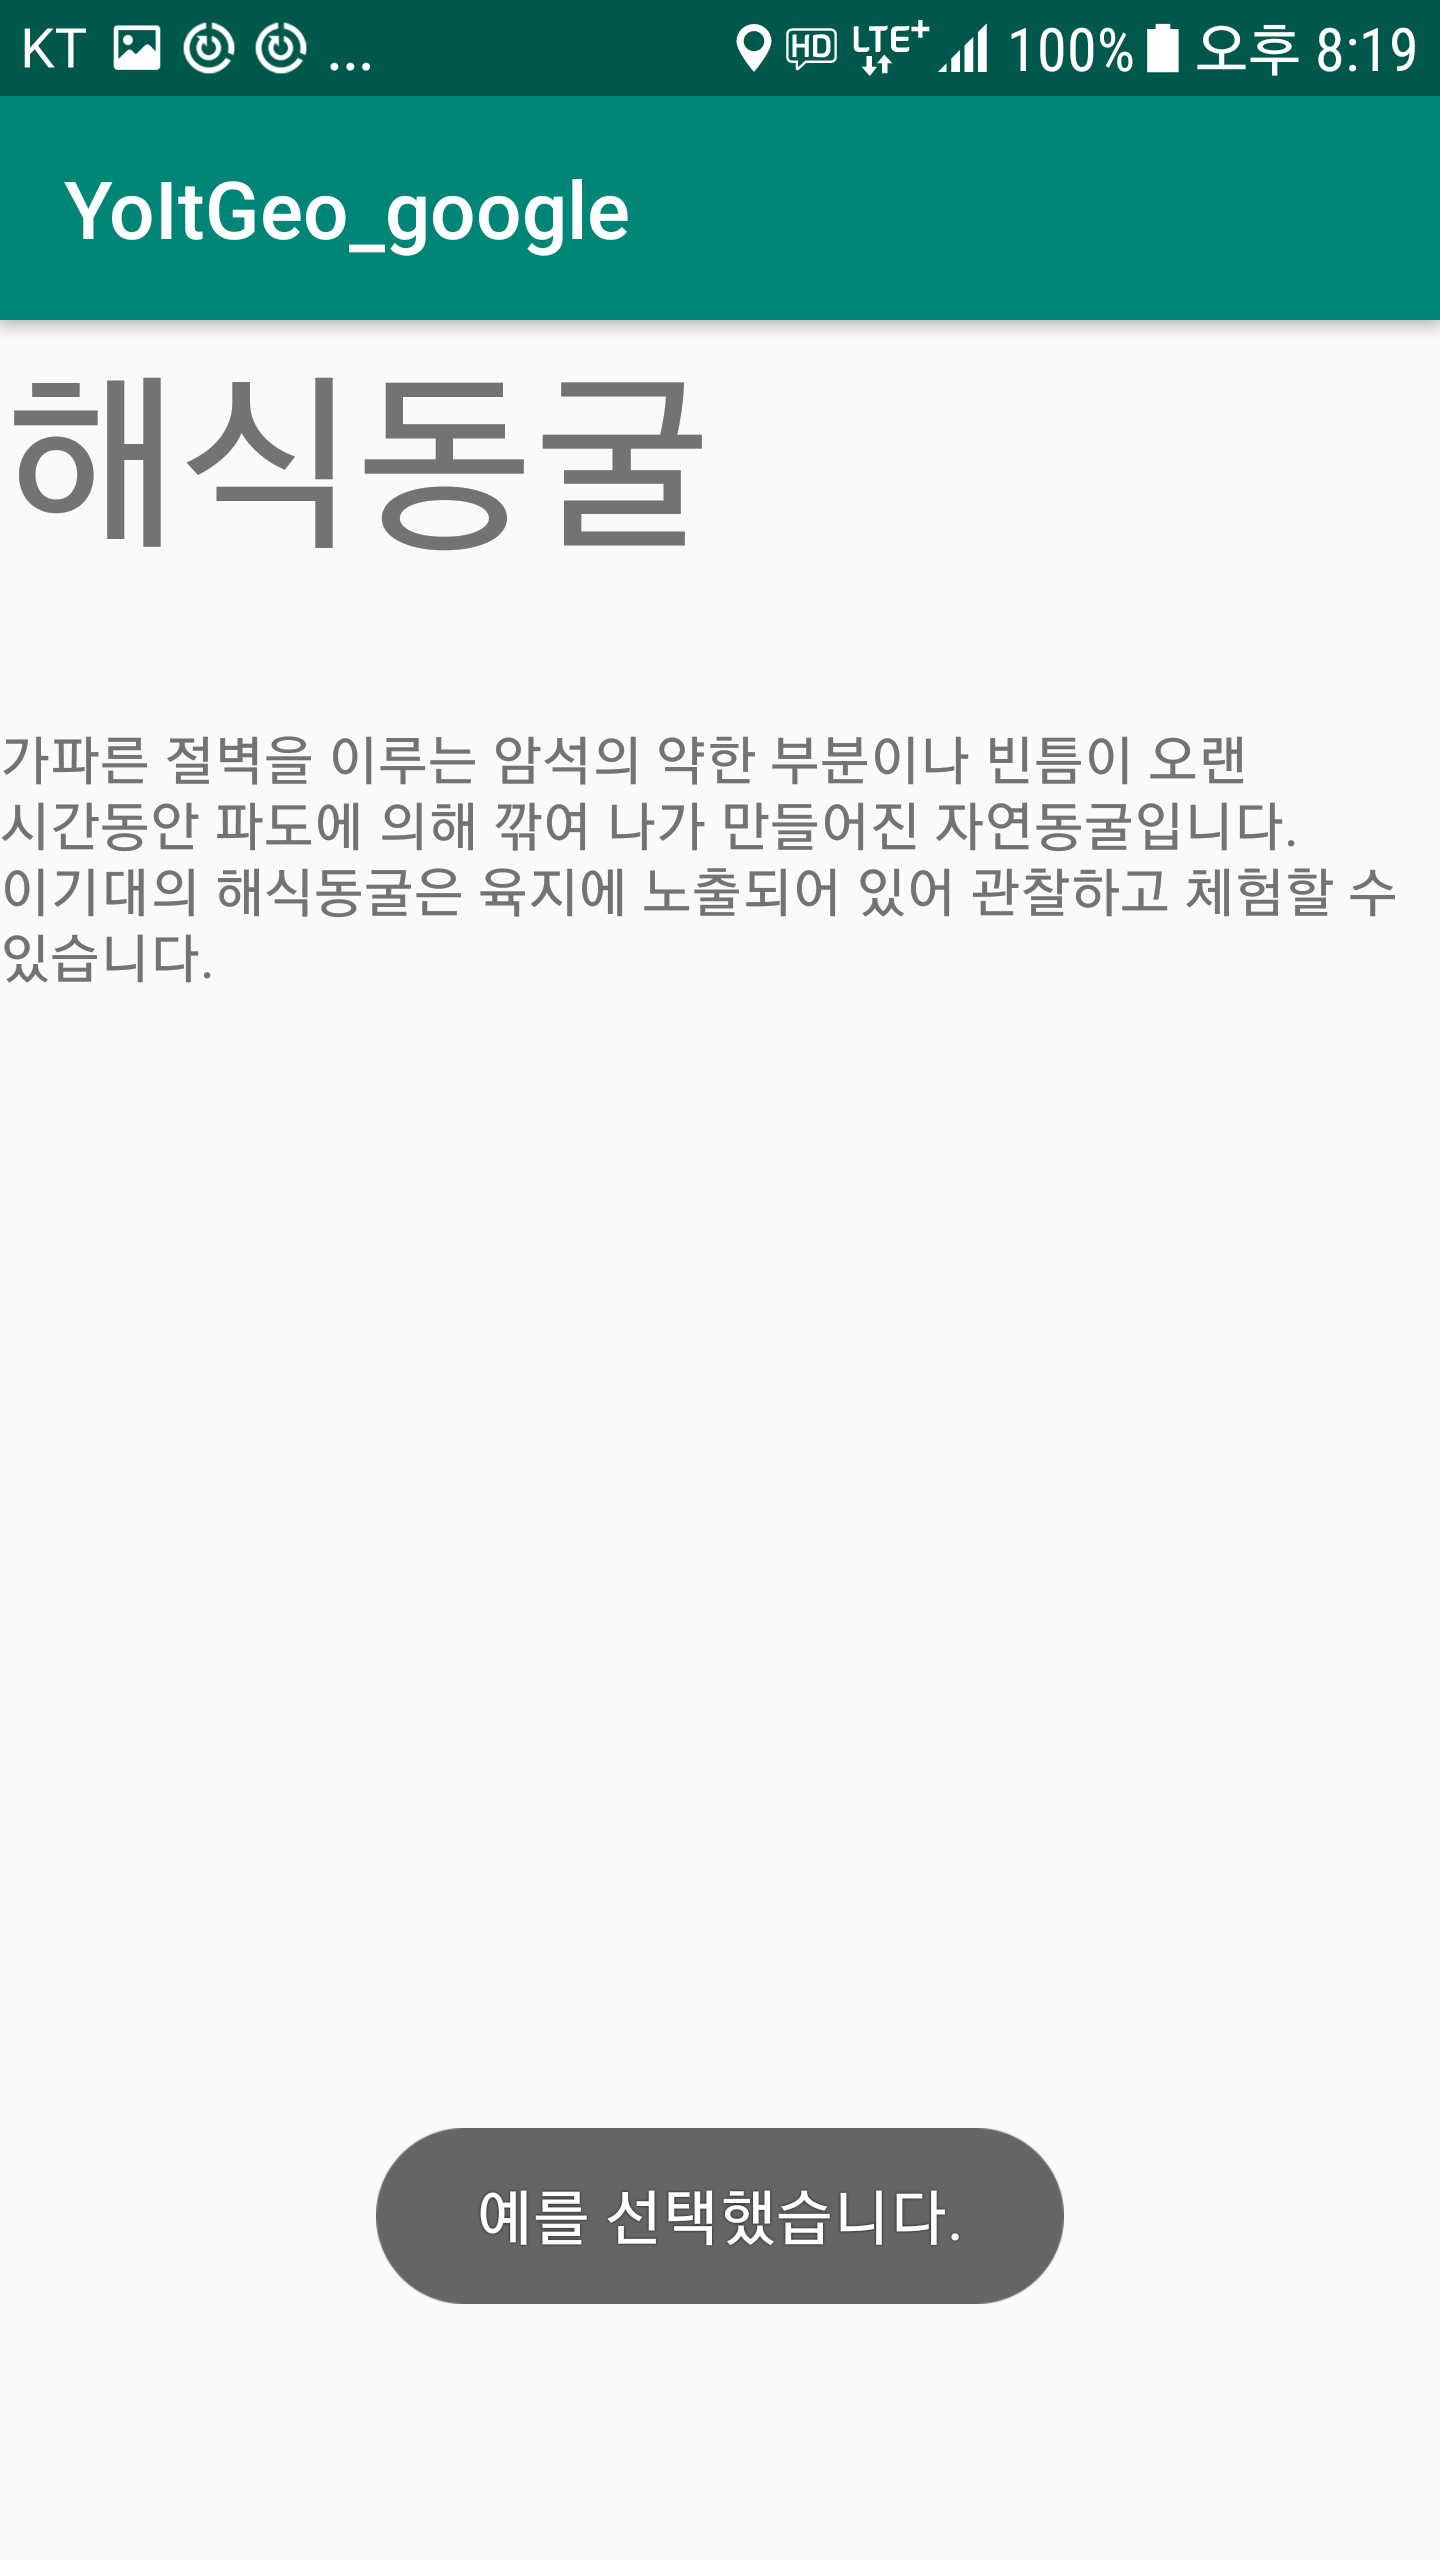 KT ... HD LTE+ 100% 오후 8:19
YoItGeo_google
해식동굴
가파른 절벽을 이루는 암석의 약한 부분이나 빈틈이 오랜
시간동안 파도에 의해 깎여 나가 만들어진 자연동굴입니다.
이기대의 해식동굴은 육지에 노출되어 있어 관찰하고 체험할 수
있습니다.
예를 선택했습니다.